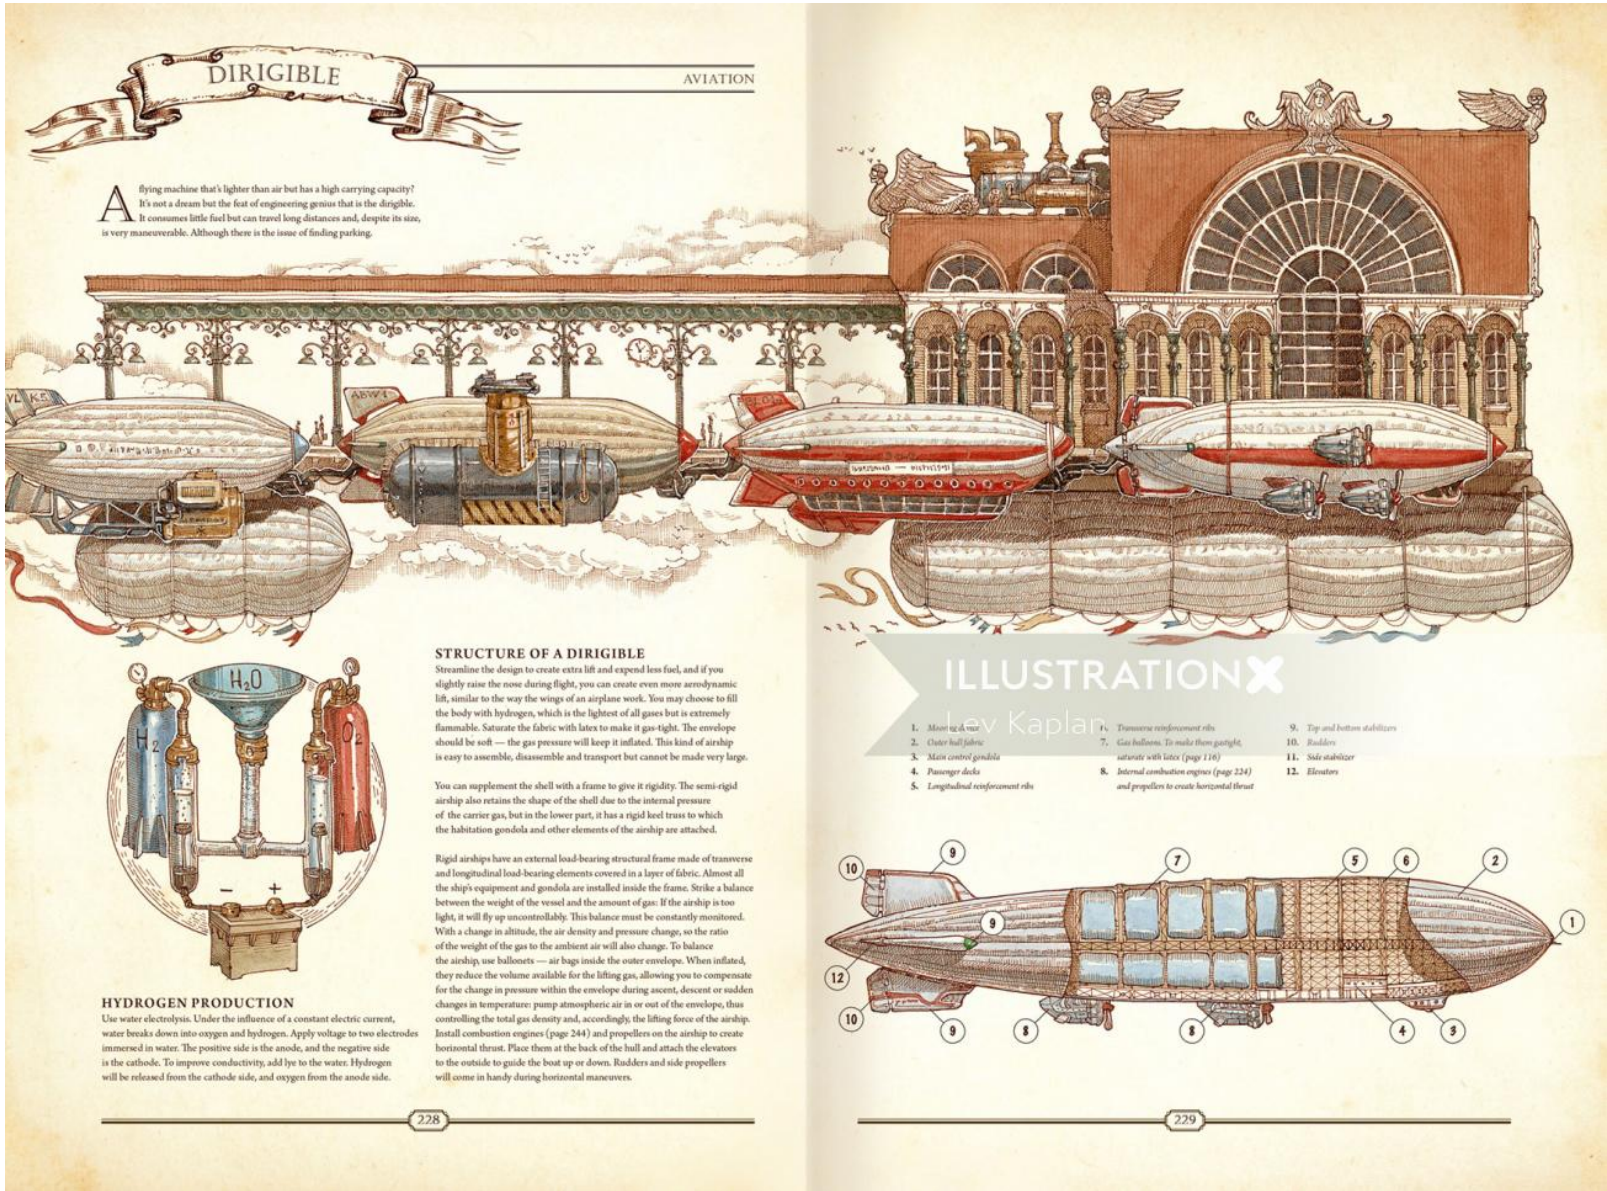 DIRIGIBLE
AVIATION
A flying machine that's lighter than air but has a high carrying capacity?
It's not a dream but the feat of engineering genius that is the dirigible.
It consumes little fuel but can travel long distances and, despite its size,
is very maneuverable. Although there is the issue of finding parking.
H₂O
H₂
O₂
– +
HYDROGEN PRODUCTION
Use water electrolysis. Under the influence of a constant electric current,
water breaks down into oxygen and hydrogen. Apply voltage to two electrodes
immersed in water. The positive side is the anode, and the negative side
is the cathode. To improve conductivity, add lye to the water. Hydrogen
will be released from the cathode side, and oxygen from the anode side.
STRUCTURE OF A DIRIGIBLE
Streamline the design to create extra lift and expend less fuel, and if you
slightly raise the nose during flight, you can create even more aerodynamic
lift, similar to the way the wings of an airplane work. You may choose to fill
the body with hydrogen, which is the lightest of all gases but is extremely
flammable. Saturate the fabric with latex to make it gas-tight. The envelope
should be soft — the gas pressure will keep it inflated. This kind of airship
is easy to assemble, disassemble and transport but cannot be made very large.
You can supplement the shell with a frame to give it rigidity. The semi-rigid
airship also retains the shape of the shell due to the internal pressure
of the carrier gas, but in the lower part, it has a rigid keel truss to which
the habitation gondola and other elements of the airship are attached.
Rigid airships have an external load-bearing structural frame made of transverse
and longitudinal load-bearing elements covered in a layer of fabric. Almost all
the ship's equipment and gondola are installed inside the frame. Strike a balance
between the weight of the vessel and the amount of gas: If the airship is too
light, it will fly up uncontrollably. This balance must be constantly monitored.
With a change in altitude, the air density and pressure change, so the ratio
of the weight of the gas to the ambient air will also change. To balance
the airship, use ballonets — air bags inside the outer envelope. When inflated,
they reduce the volume available for the lifting gas, allowing you to compensate
for the change in pressure within the envelope during ascent, descent or sudden
changes in temperature: pump atmospheric air in or out of the envelope, thus
controlling the total gas density and, accordingly, the lifting force of the airship.
Install combustion engines (page 244) and propellers on the airship to create
horizontal thrust. Place them at the back of the hull and attach the elevators
to the outside to guide the boat up or down. Rudders and side propellers
will come in handy during horizontal maneuvers.
228
ILLUSTRATIONX
Lev Kaplan
1. Mooring
2. Outer hull fabric
3. Main control gondola
4. Passenger decks
5. Longitudinal reinforcement ribs
6. Transverse reinforcement ribs
7. Gas balloons. To make them gastight,
saturate with latex (page 116)
8. Internal combustion engines (page 224)
and propellers to create horizontal thrust
9. Top and bottom stabilizers
10. Rudders
11. Side stabilizer
12. Elevators
9
10
7
5
6
2
9
1
12
10
9
8
8
4
3
229